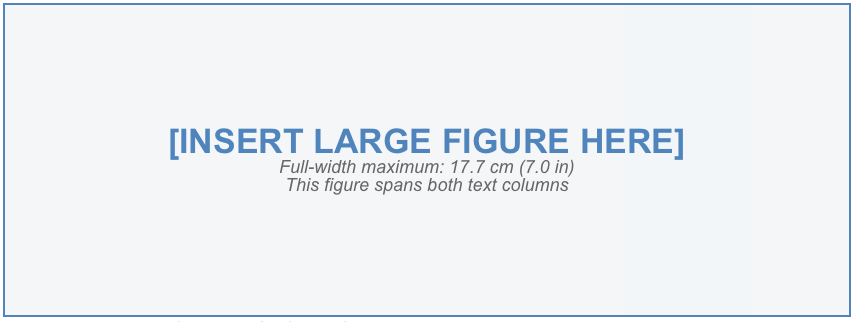 [INSERT LARGE FIGURE HERE]
Full-width maximum: 17.7 cm (7.0 in)
This figure spans both text columns